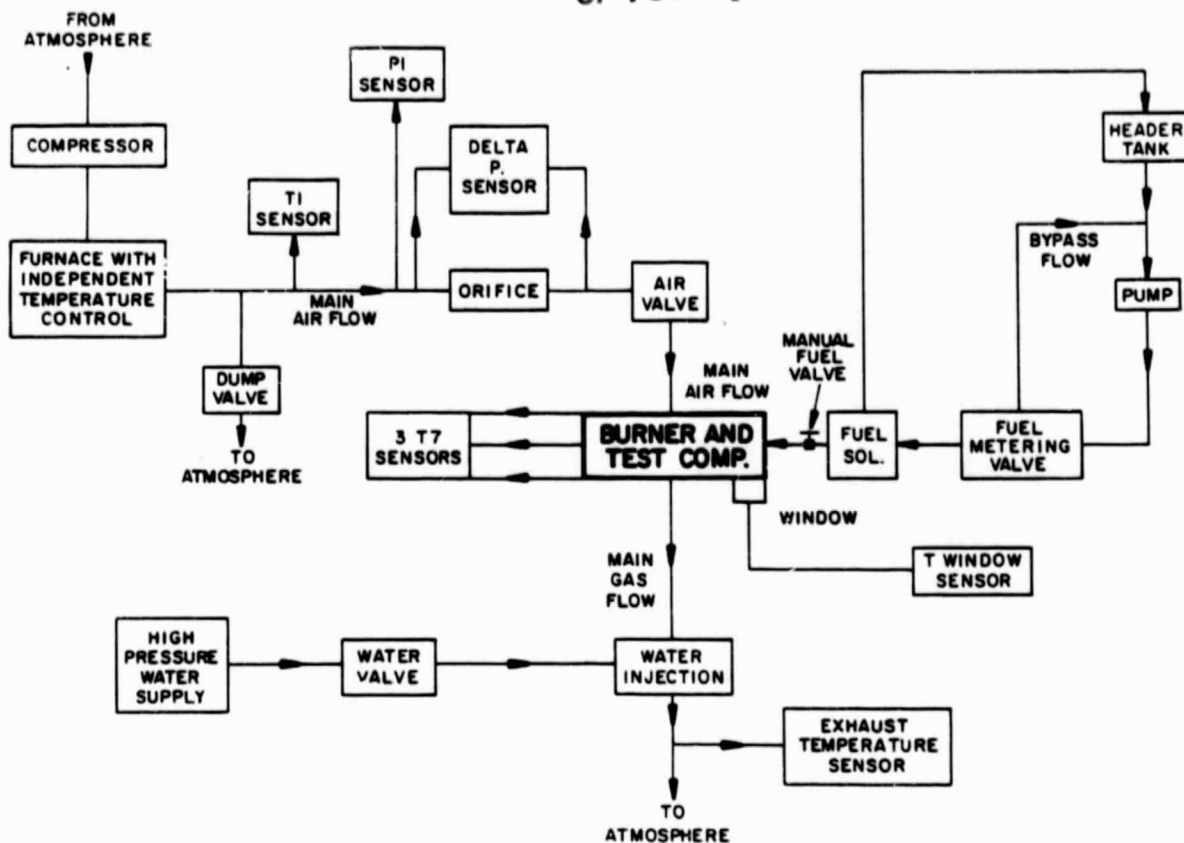 FROM
ATMOSPHERE
COMPRESSOR
FURNACE WITH
INDEPENDENT
TEMPERATURE
CONTROL
DUMP
VALVE
TO
ATMOSPHERE
TI
SENSOR
MAIN
AIR FLOW
PI
SENSOR
DELTA
P.
SENSOR
ORIFICE
AIR
VALVE
MAIN
AIR FLOW
3 T7
SENSORS
BURNER AND
TEST COMP.
MANUAL
FUEL
VALVE
FUEL
SOL.
FUEL
METERING
VALVE
HEADER
TANK
BYPASS
FLOW
PUMP
WINDOW
T WINDOW
SENSOR
MAIN
GAS
FLOW
HIGH
PRESSURE
WATER
SUPPLY
WATER
VALVE
WATER
INJECTION
EXHAUST
TEMPERATURE
SENSOR
TO
ATMOSPHERE